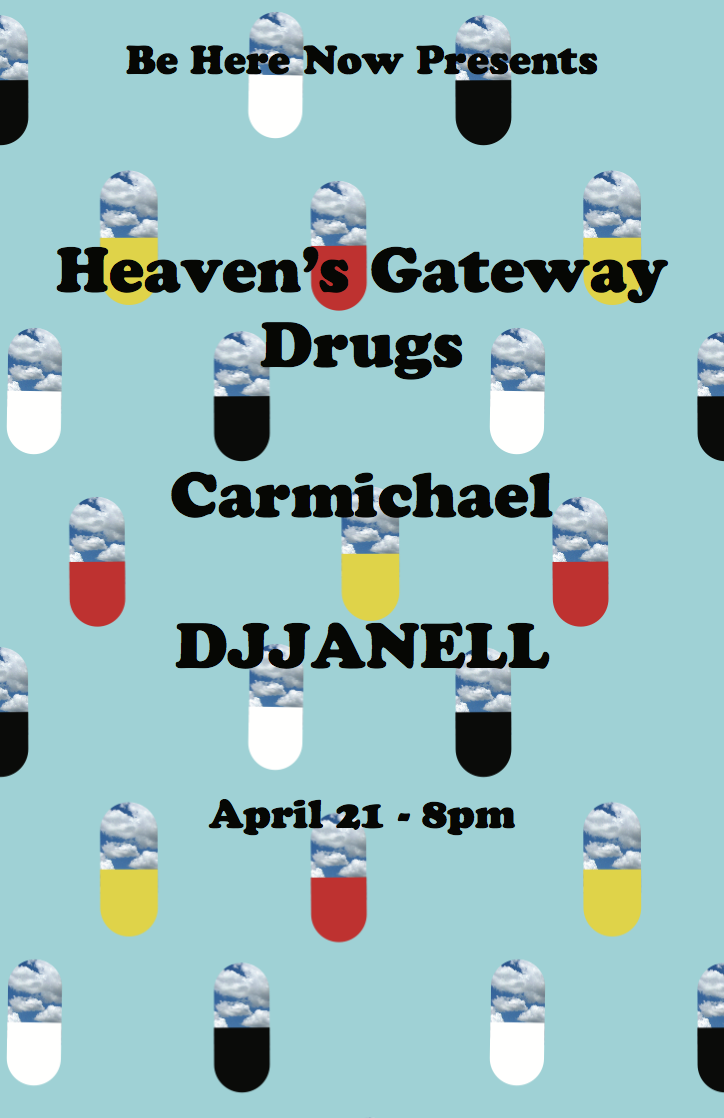 Be Here Now Presents
Heaven's Gateway
Drugs
Carmichael
DJJANELL
April 21 - 8pm